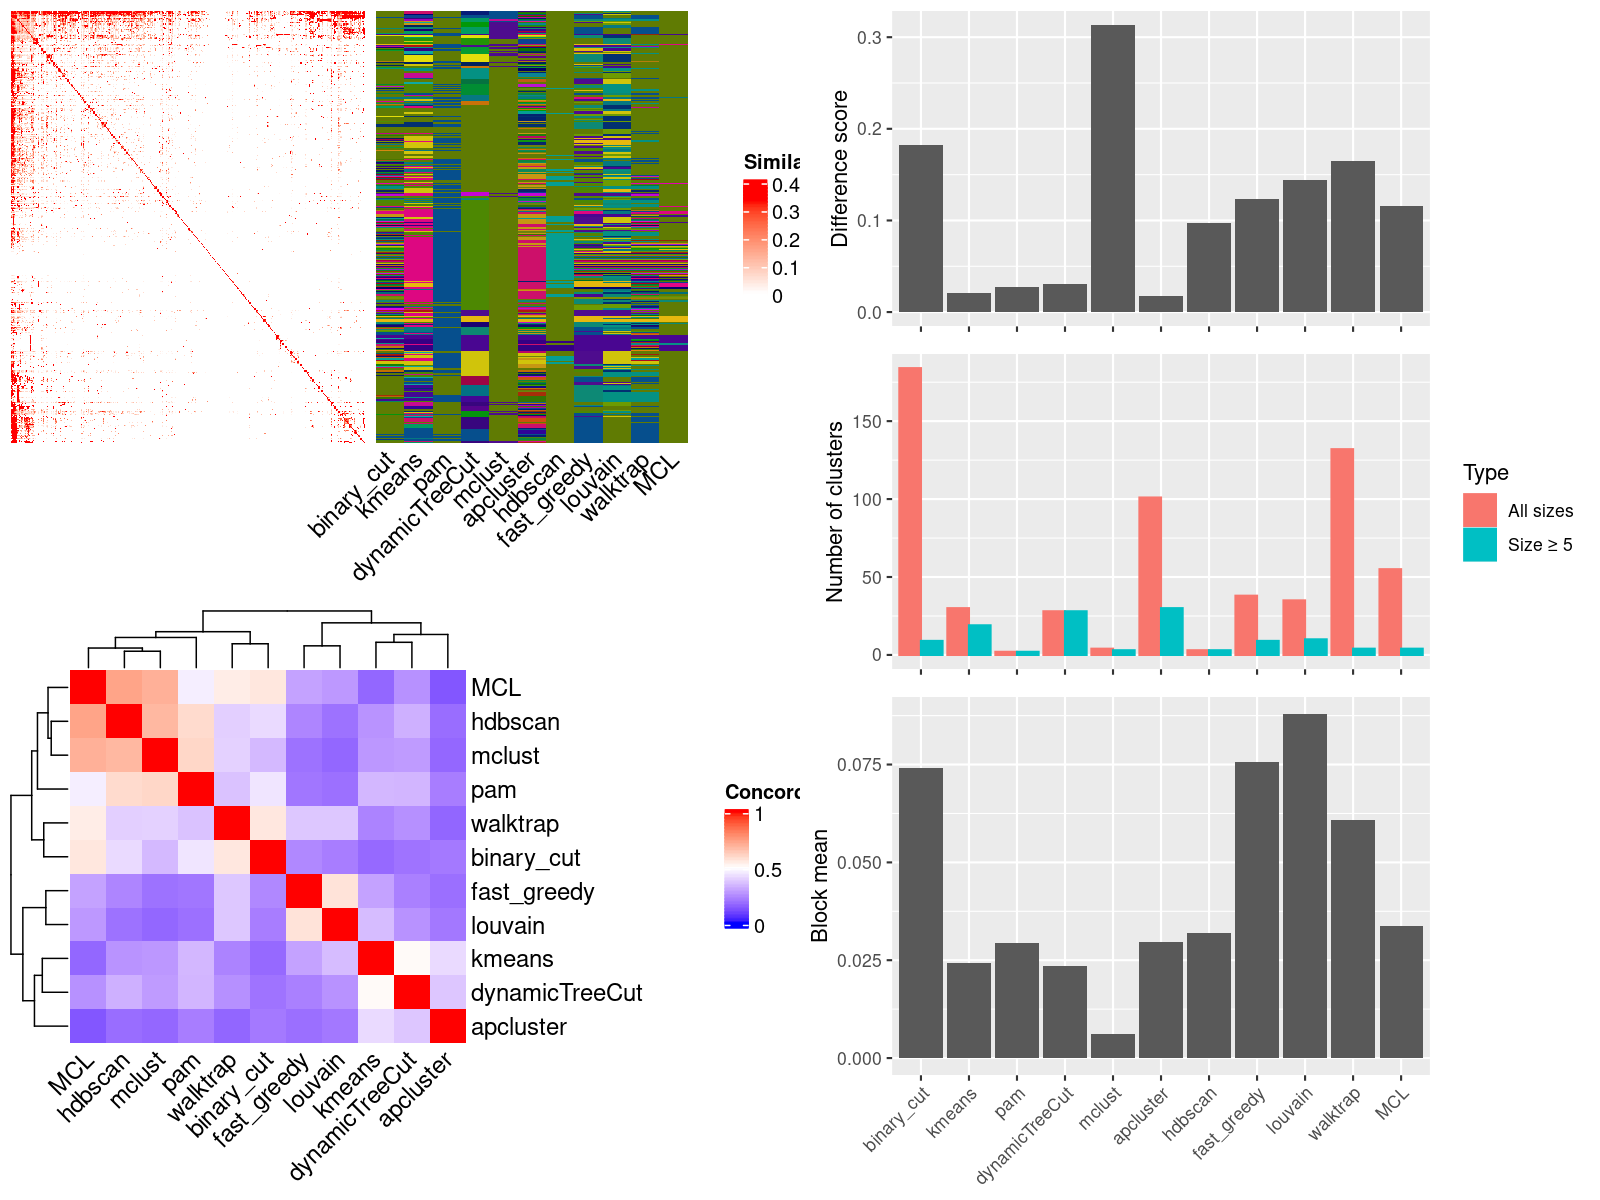 Simila
0.4
0.3
0.2
0.1
0
binary_cut
kmeans
pam
dynamicTreeCut
mclust
apcluster
hdbscan
fast_greedy
louvain
walktrap
MCL
MCL
hdbscan
mclust
pam
walktrap
binary_cut
fast_greedy
louvain
kmeans
dynamicTreeCut
apcluster
MCL
hdbscan
mclust
pam
walktrap
binary_cut
fast_greedy
louvain
kmeans
dynamicTreeCut
apcluster
Concord
1
0.5
0
Difference score
0.3
0.2
0.1
0.0
Number of clusters
150
100
50
0
Type
All sizes
Size ≥ 5
Block mean
0.075
0.050
0.025
0.000
binary_cut
kmeans
pam
dynamicTreeCut
mclust
apcluster
hdbscan
fast_greedy
louvain
walktrap
MCL